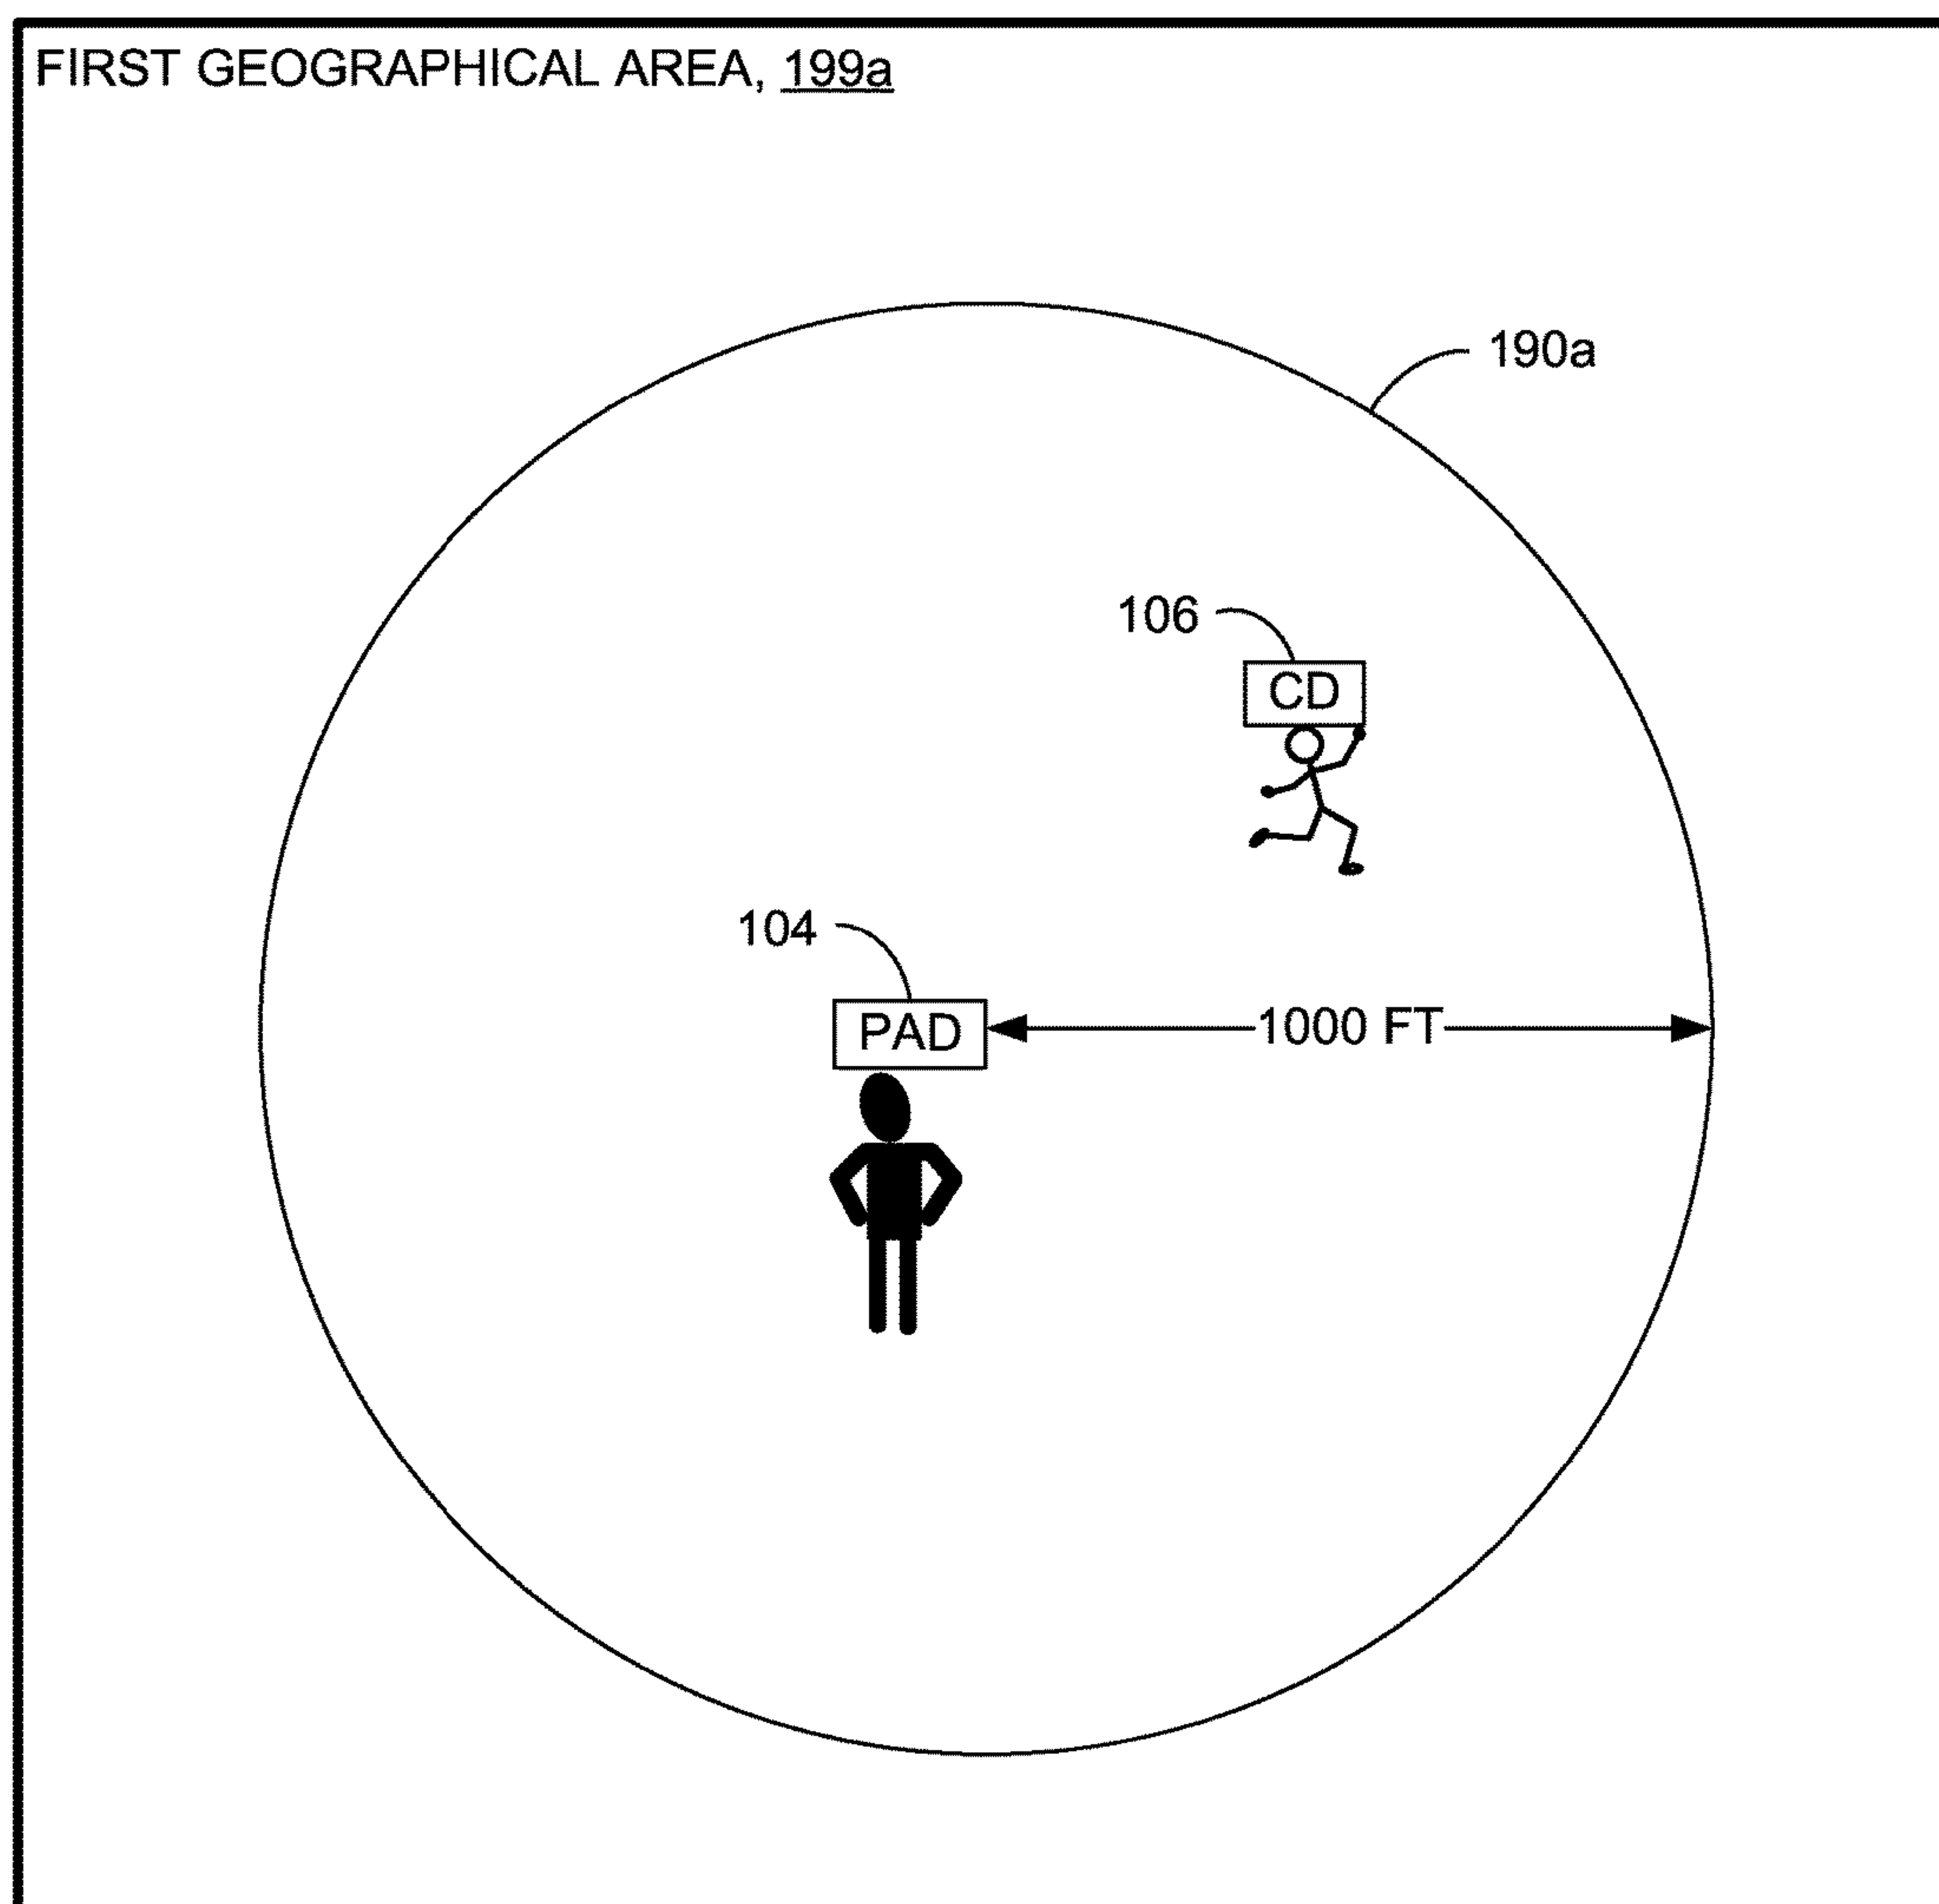 FIRST GEOGRAPHICAL AREA, 199a
190a
106
CD
104
PAD
1000 FT